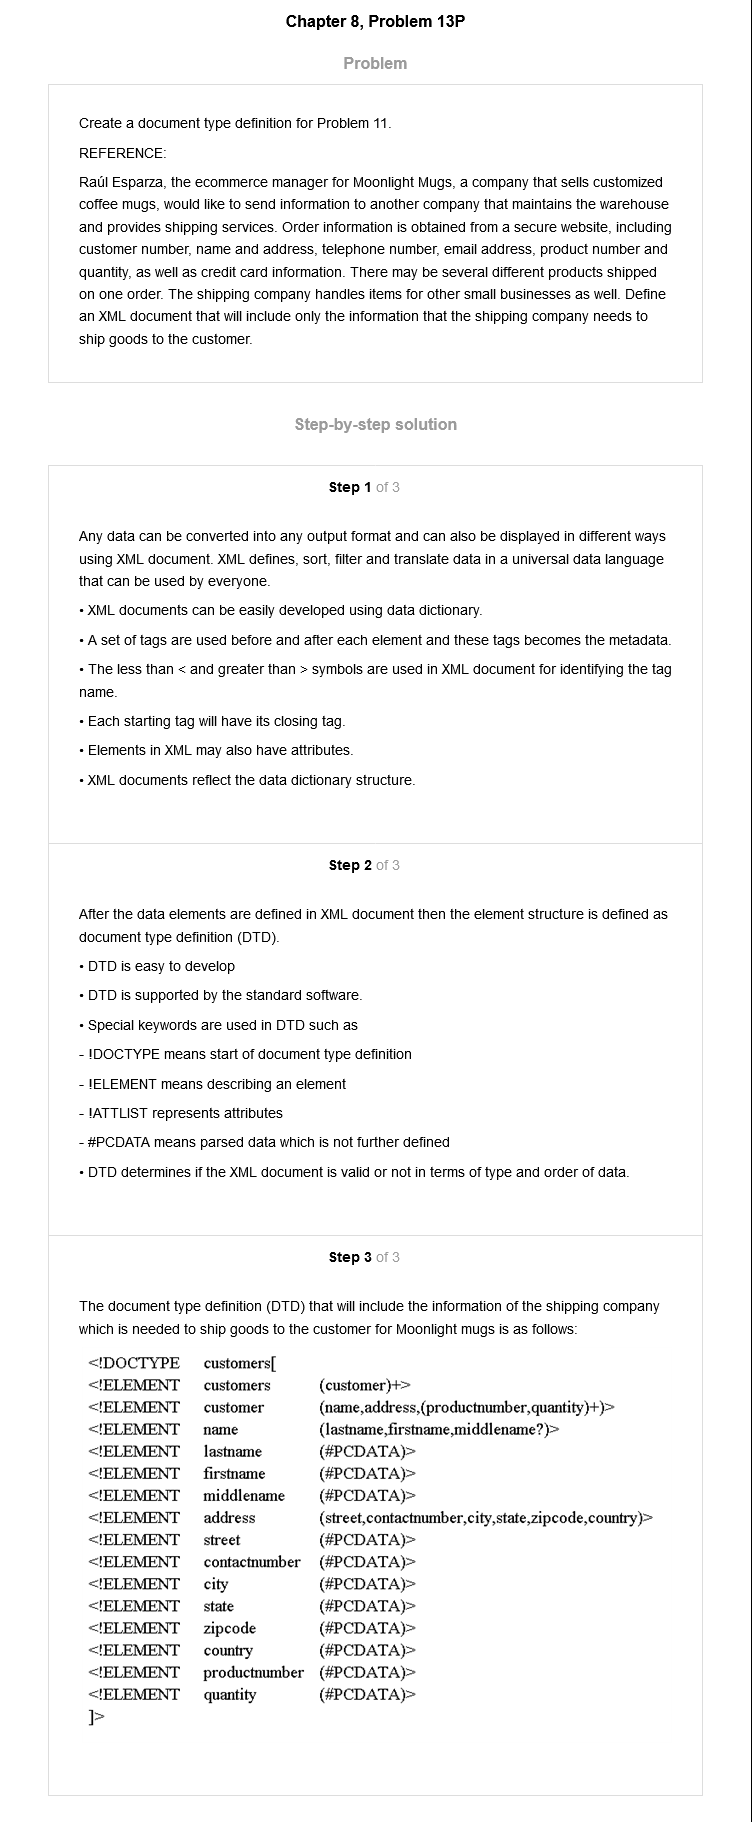 Chapter 8, Problem 13P
Problem
Create a document type definition for Problem 11.
REFERENCE:
Raúl Esparza, the ecommerce manager for Moonlight Mugs, a company that sells customized
coffee mugs, would like to send information to another company that maintains the warehouse
and provides shipping services. Order information is obtained from a secure website, including
customer number, name and address, telephone number, email address, product number and
quantity, as well as credit card information. There may be several different products shipped
on one order. The shipping company handles items for other small businesses as well. Define
an XML document that will include only the information that the shipping company needs to
ship goods to the customer.
Step-by-step solution
Step 1 of 3
Any data can be converted into any output format and can also be displayed in different ways
using XML document. XML defines, sort, filter and translate data in a universal data language
that can be used by everyone.
• XML documents can be easily developed using data dictionary.
• A set of tags are used before and after each element and these tags becomes the metadata.
• The less than < and greater than > symbols are used in XML document for identifying the tag
name.
• Each starting tag will have its closing tag.
• Elements in XML may also have attributes.
• XML documents reflect the data dictionary structure.
Step 2 of 3
After the data elements are defined in XML document then the element structure is defined as
document type definition (DTD).
• DTD is easy to develop
• DTD is supported by the standard software.
• Special keywords are used in DTD such as
- !DOCTYPE means start of document type definition
- !ELEMENT means describing an element
- !ATTLIST represents attributes
- #PCDATA means parsed data which is not further defined
• DTD determines if the XML document is valid or not in terms of type and order of data.
Step 3 of 3
The document type definition (DTD) that will include the information of the shipping company
which is needed to ship goods to the customer for Moonlight mugs is as follows:
<!DOCTYPE customers[
<!ELEMENT customers (customer)+>
<!ELEMENT customer (name,address,(productnumber,quantity)+)>
<!ELEMENT name (lastname,firstname,middlename?)>
<!ELEMENT lastname (#PCDATA)>
<!ELEMENT firstname (#PCDATA)>
<!ELEMENT middlename (#PCDATA)>
<!ELEMENT address (street,contactnumber,city,state,zipcode,country)>
<!ELEMENT street (#PCDATA)>
<!ELEMENT contactnumber (#PCDATA)>
<!ELEMENT city (#PCDATA)>
<!ELEMENT state (#PCDATA)>
<!ELEMENT zipcode (#PCDATA)>
<!ELEMENT country (#PCDATA)>
<!ELEMENT productnumber (#PCDATA)>
<!ELEMENT quantity (#PCDATA)>
]>